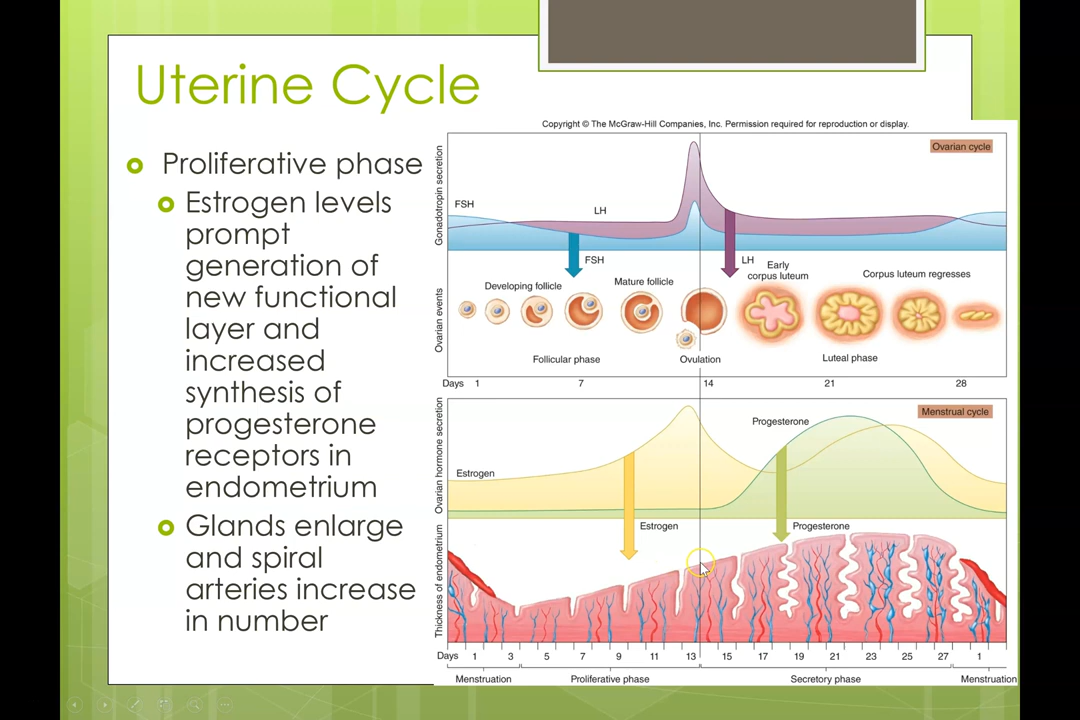 Uterine Cycle
Proliferative phase
Estrogen levels
prompt
generation of
new functional
layer and
increased
synthesis of
progesterone
receptors in
endometrium
Glands enlarge
and spiral
arteries increase
in number
Copyright © The McGraw-Hill Companies, Inc. Permission required for reproduction or display.
Gonadotropin secretion
Ovarian cycle
FSH
LH
FSH
LH
Ovarian events
Developing follicle
Mature follicle
Early
corpus luteum
Corpus luteum regresses
Follicular phase
Ovulation
Luteal phase
Days 1 7 14 21 28
Ovarian hormone secretion
Menstrual cycle
Progesterone
Estrogen
Estrogen
Progesterone
Thickness of endometrium
Days 1 3 5 7 9 11 13 15 17 19 21 23 25 27 1
Menstruation Proliferative phase Secretory phase Menstruation